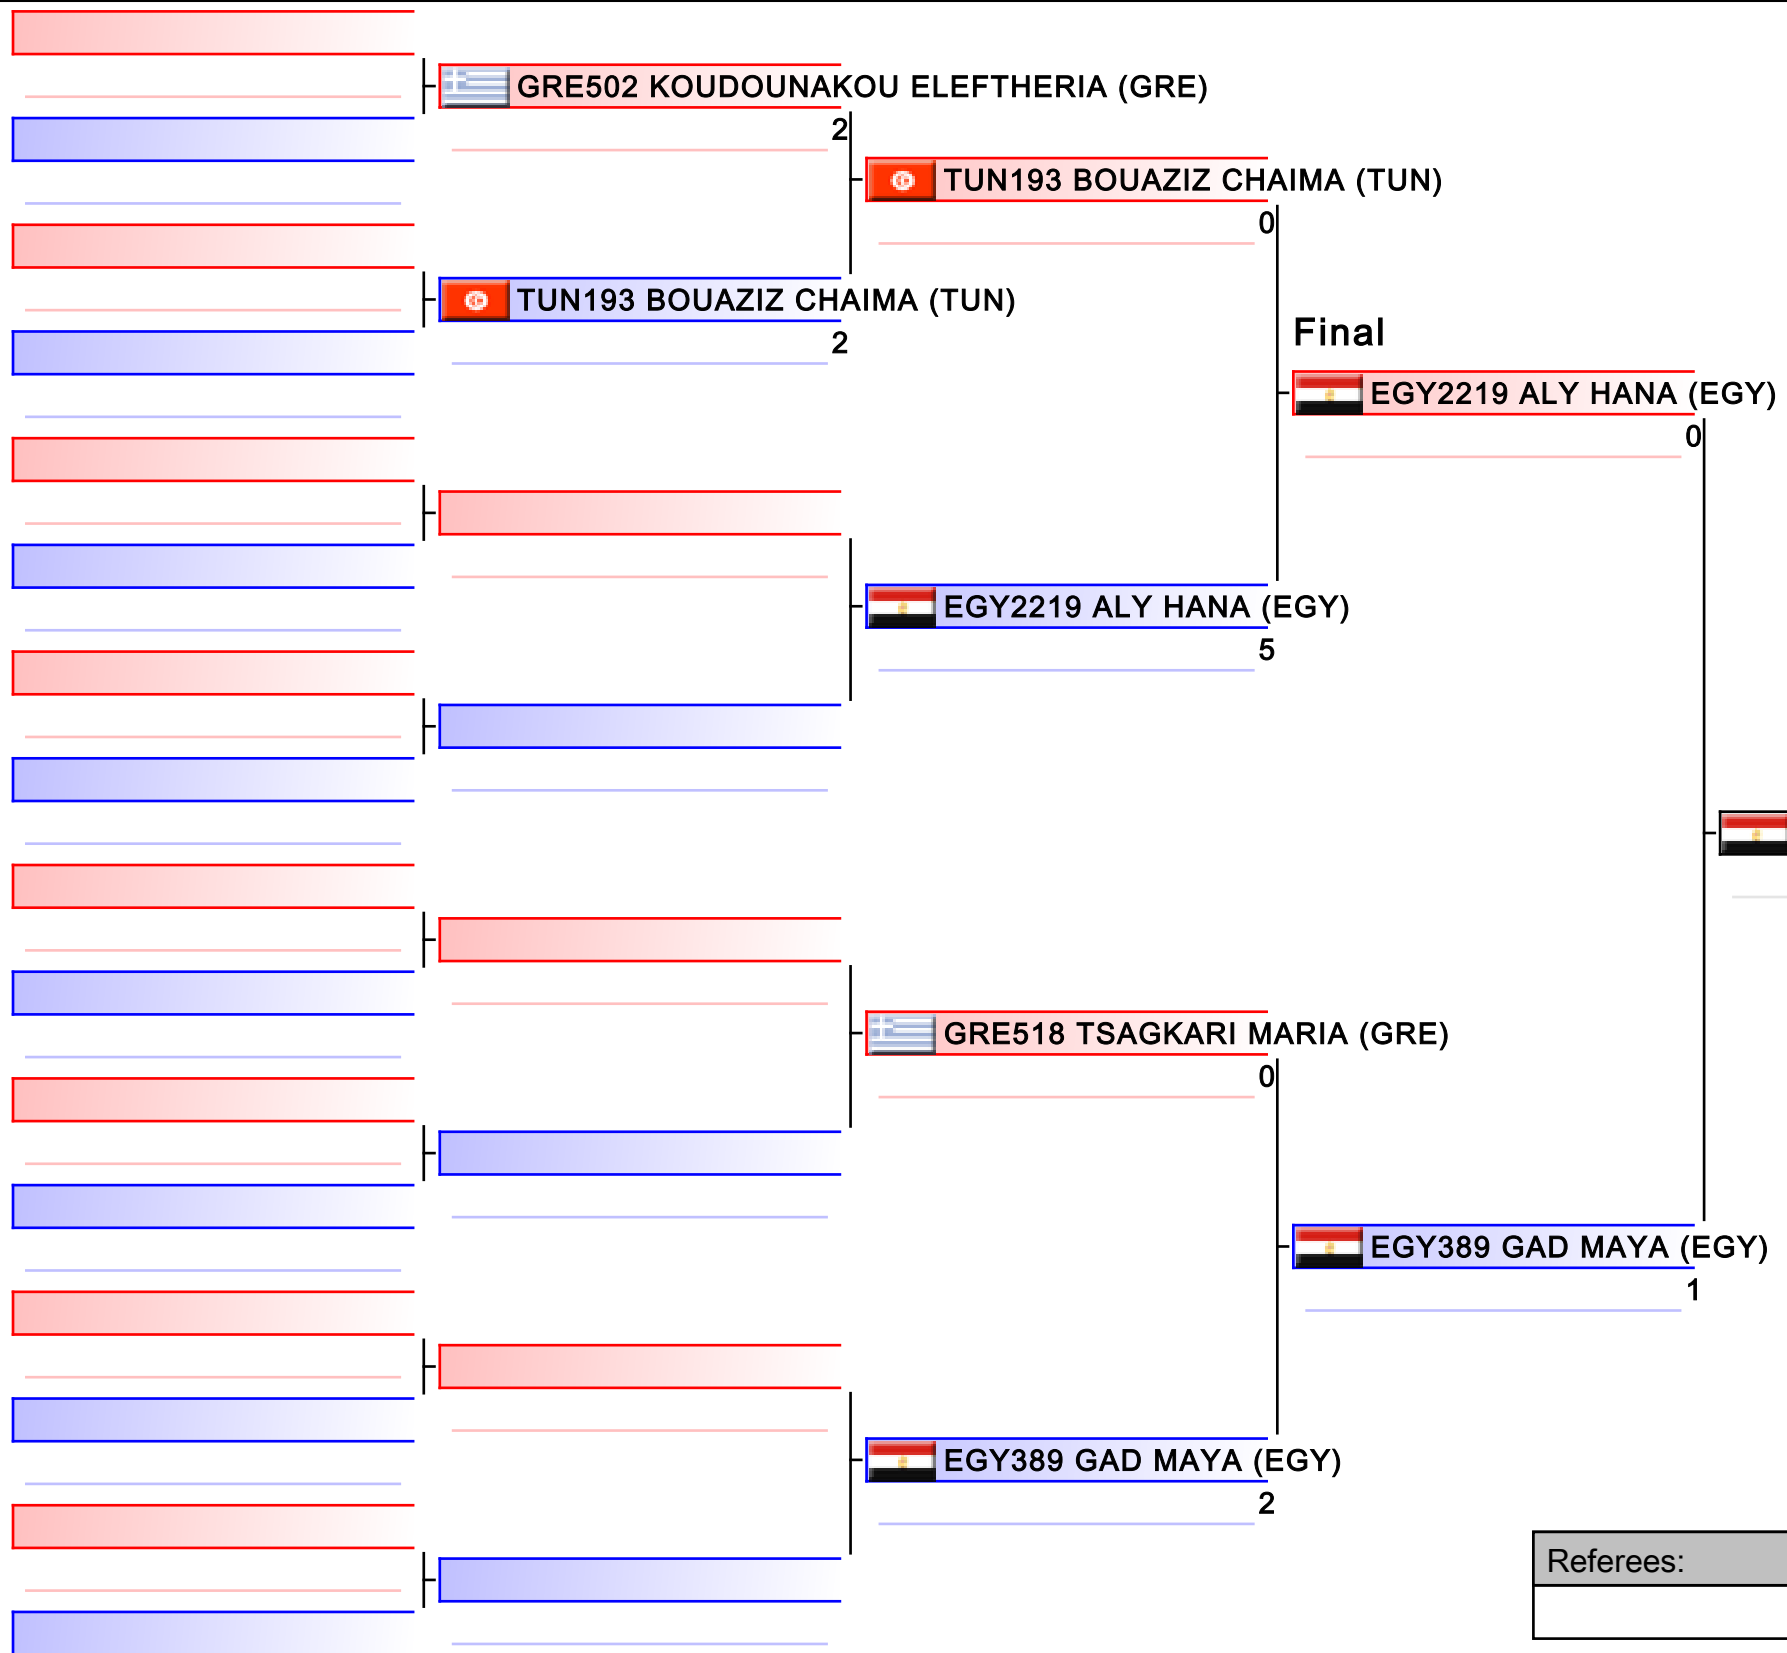 GRE502 KOUDOUNAKOU ELEFTHERIA (GRE)
2
TUN193 BOUAZIZ CHAIMA (TUN)
0
TUN193 BOUAZIZ CHAIMA (TUN)
2
Final
EGY2219 ALY HANA (EGY)
0
EGY2219 ALY HANA (EGY)
5
GRE518 TSAGKARI MARIA (GRE)
0
EGY389 GAD MAYA (EGY)
1
EGY389 GAD MAYA (EGY)
2
Referees: